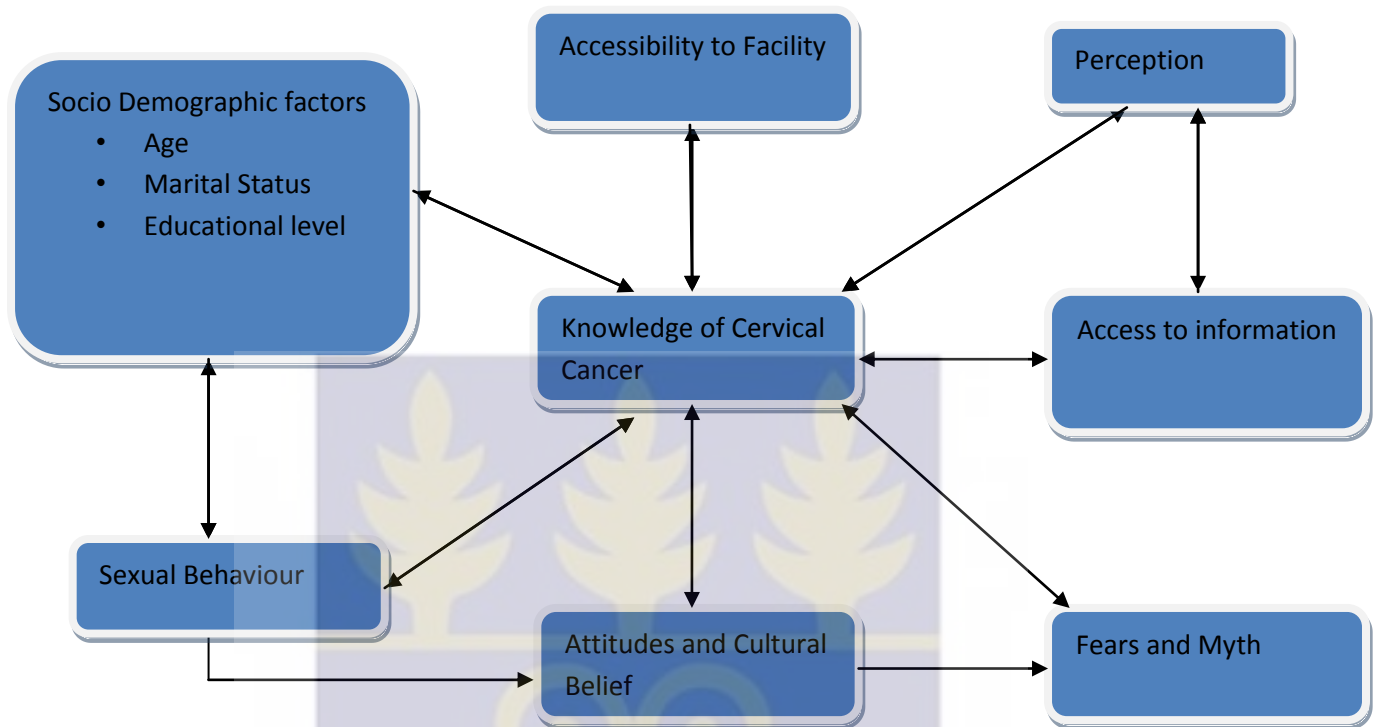 Accessibility to Facility
Perception
Socio Demographic factors
• Age
• Marital Status
• Educational level
Knowledge of Cervical
Cancer
Access to information
Sexual Behaviour
Attitudes and Cultural
Belief
Fears and Myth